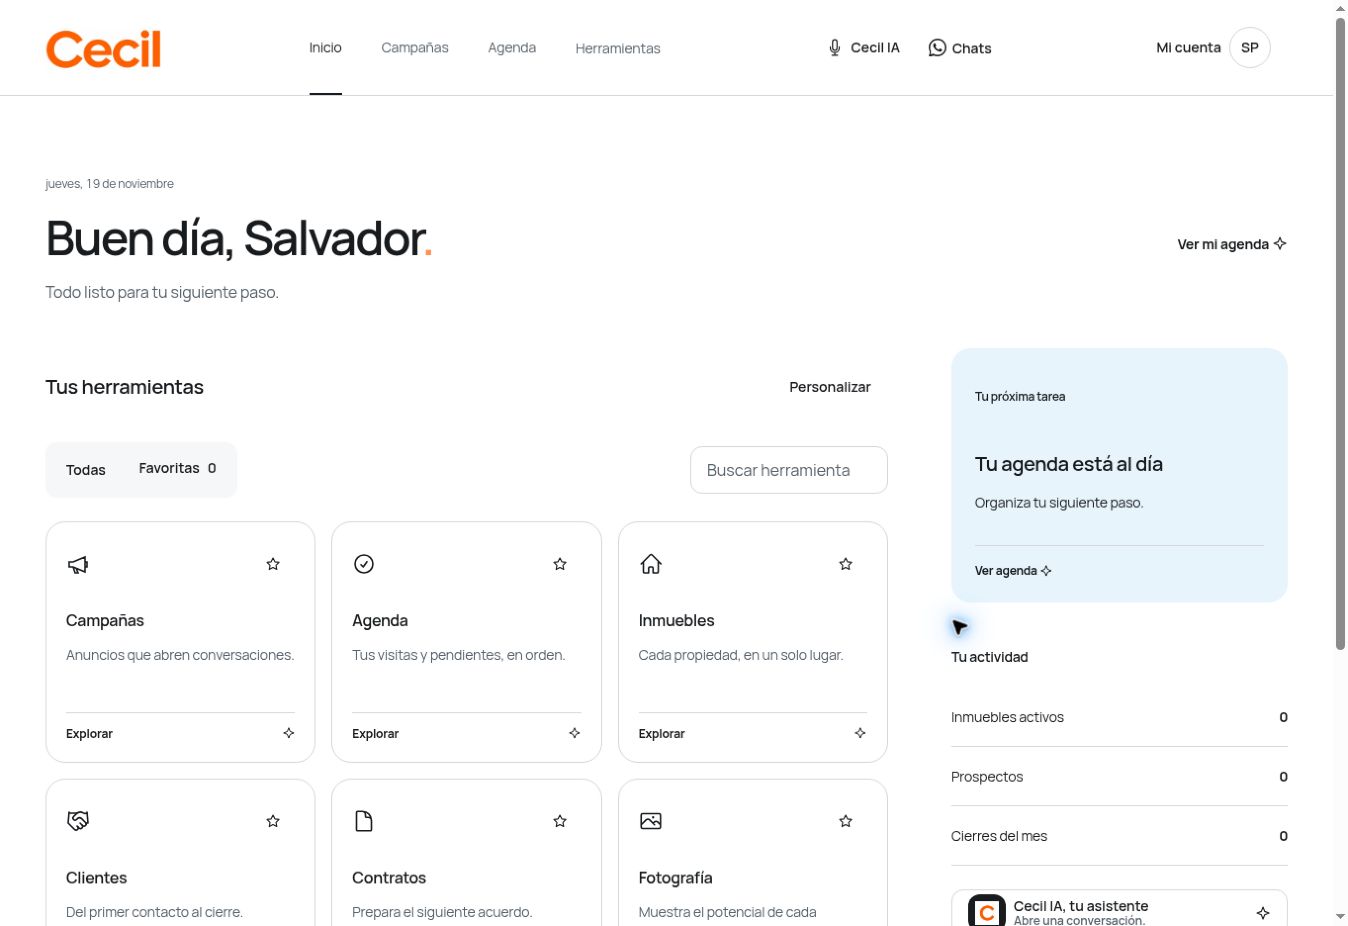 Cecil
Inicio
Campañas
Agenda
Herramientas
Cecil IA
Chats
Mi cuenta
SP
jueves, 19 de noviembre
Buen día, Salvador.
Ver mi agenda
Todo listo para tu siguiente paso.
Tus herramientas
Personalizar
Todas
Favoritas 0
Buscar herramienta
Campañas
Anuncios que abren conversaciones.
Explorar
Agenda
Tus visitas y pendientes, en orden.
Explorar
Inmuebles
Cada propiedad, en un solo lugar.
Explorar
Clientes
Del primer contacto al cierre.
Contratos
Prepara el siguiente acuerdo.
Fotografía
Muestra el potencial de cada
Tu próxima tarea
Tu agenda está al día
Organiza tu siguiente paso.
Ver agenda
Tu actividad
Inmuebles activos 0
Prospectos 0
Cierres del mes 0
C
Cecil IA, tu asistente
Abre una conversación.